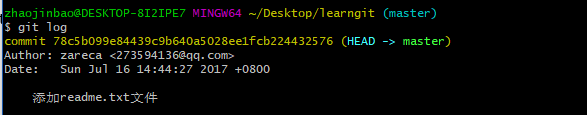 zhaojinbao@DESKTOP-8I2IPE7 MINGW64 ~/Desktop/learngit (master)
$ git log
commit 78c5b099e84439c9b640a5028ee1fcb224432576 (HEAD -> master)
Author: zareca <273594136@qq.com>
Date:   Sun Jul 16 14:44:27 2017 +0800
添加readme.txt文件